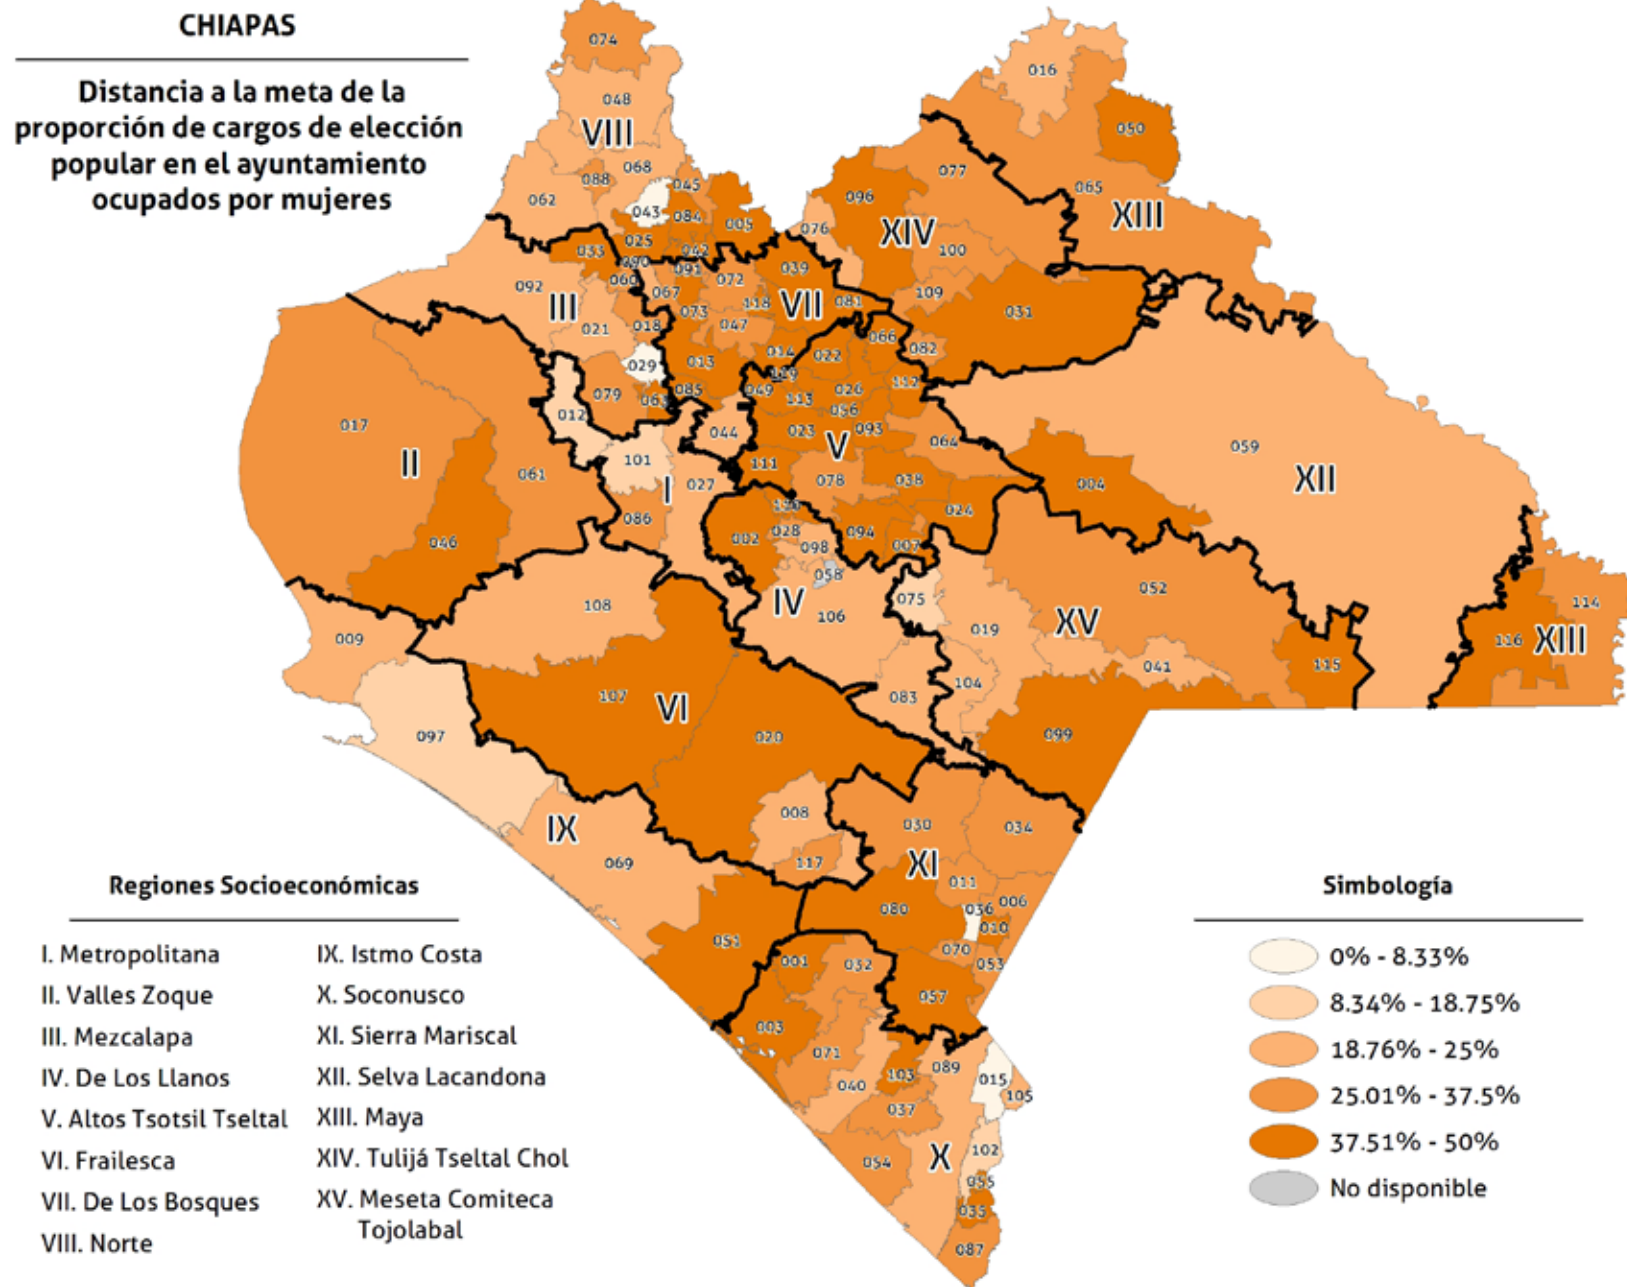 CHIAPAS
Distancia a la meta de la
proporción de cargos de elección
popular en el ayuntamiento
ocupados por mujeres
074
016
048
050
VIII
068
088
045
077
065
062
043
084
005
096
XIII
076
XIV
025
042
033
100
090
091
039
060
072
092
067
109
118
VII
081
III
073
031
018
047
021
066
082
014
022
029
013
119
112
049
026
085
079
063
113
012
056
017
044
023
093
064
059
V
II
101
111
061
027
078
038
004
XII
I
024
086
120
028
094
002
046
098
007
058
052
IV
075
108
106
114
019
XV
009
116
XIII
041
115
104
083
107
VI
097
020
099
008
IX
030
034
069
117
XI
011
006
036
080
010
051
070
001
032
053
057
003
071
089
103
015
040
105
037
102
X
054
055
035
087
Regiones Socioeconómicas
I. Metropolitana
II. Valles Zoque
III. Mezcalapa
IV. De Los Llanos
V. Altos Tsotsil Tseltal
VI. Frailesca
VII. De Los Bosques
VIII. Norte
IX. Istmo Costa
X. Soconusco
XI. Sierra Mariscal
XII. Selva Lacandona
XIII. Maya
XIV. Tulijá Tseltal Chol
XV. Meseta Comiteca
Tojolabal
Simbología
0% - 8.33%
8.34% - 18.75%
18.76% - 25%
25.01% - 37.5%
37.51% - 50%
No disponible